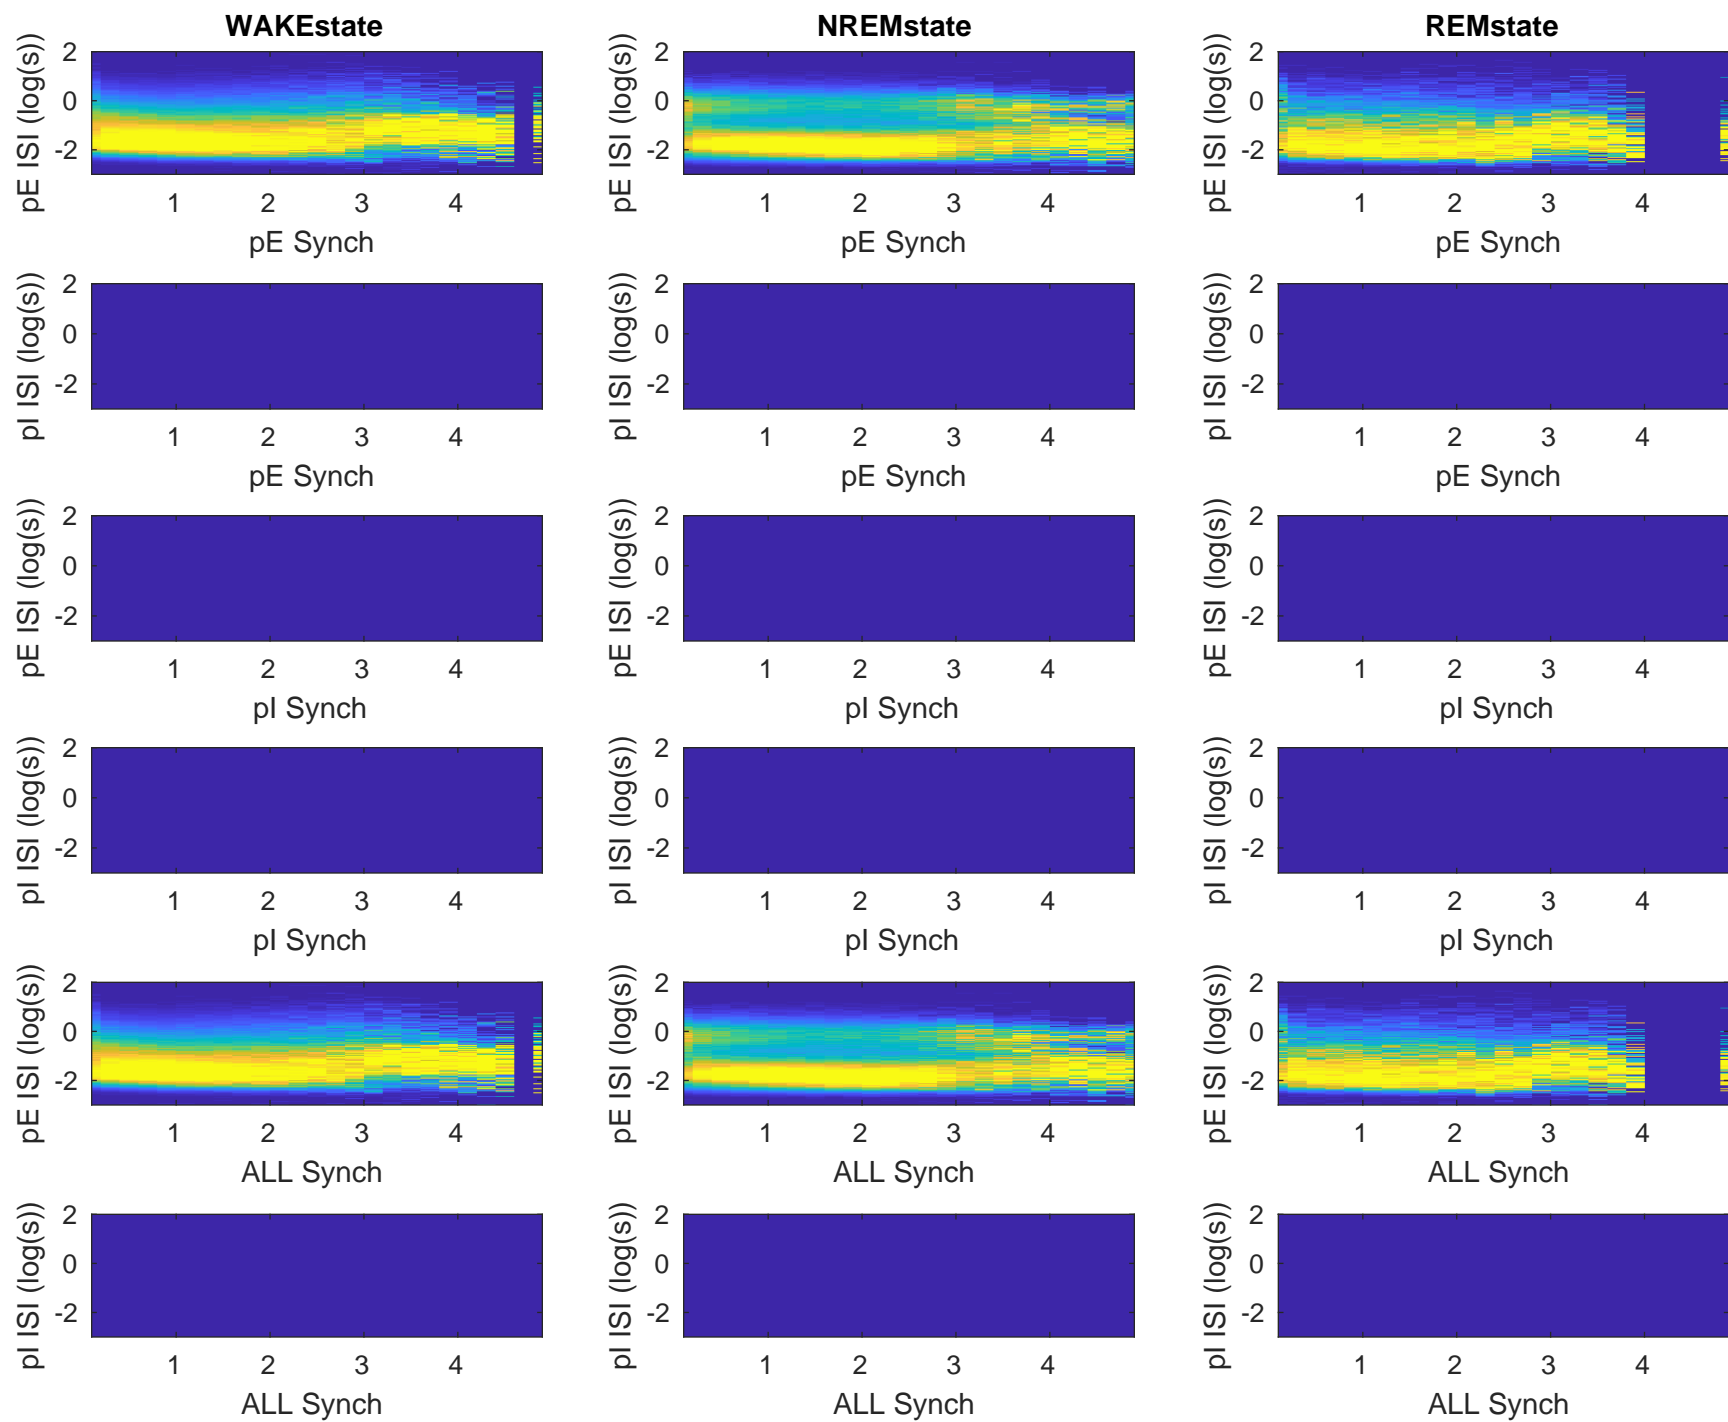 WAKEstate NREMstate REMstate
pE ISI (log(s)) 2 0 -2 pE ISI (log(s)) 2 0 -2 pE ISI (log(s)) 2 0 -2
1 2 3 4 1 2 3 4 1 2 3 4
pE Synch pE Synch pE Synch
pI ISI (log(s)) 2 0 -2 pI ISI (log(s)) 2 0 -2 pI ISI (log(s)) 2 0 -2
1 2 3 4 1 2 3 4 1 2 3 4
pE Synch pE Synch pE Synch
pE ISI (log(s)) 2 0 -2 pE ISI (log(s)) 2 0 -2 pE ISI (log(s)) 2 0 -2
1 2 3 4 1 2 3 4 1 2 3 4
pI Synch pI Synch pI Synch
pI ISI (log(s)) 2 0 -2 pI ISI (log(s)) 2 0 -2 pI ISI (log(s)) 2 0 -2
1 2 3 4 1 2 3 4 1 2 3 4
pI Synch pI Synch pI Synch
pE ISI (log(s)) 2 0 -2 pE ISI (log(s)) 2 0 -2 pE ISI (log(s)) 2 0 -2
1 2 3 4 1 2 3 4 1 2 3 4
ALL Synch ALL Synch ALL Synch
pI ISI (log(s)) 2 0 -2 pI ISI (log(s)) 2 0 -2 pI ISI (log(s)) 2 0 -2
1 2 3 4 1 2 3 4 1 2 3 4
ALL Synch ALL Synch ALL Synch